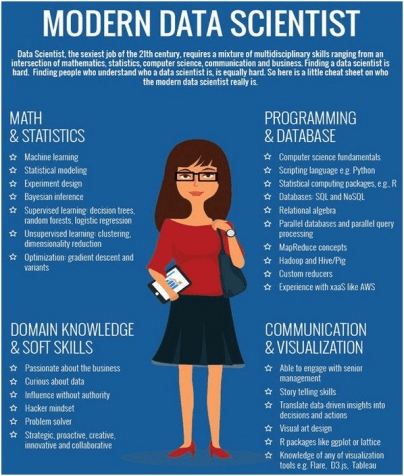 MODERN DATA SCIENTIST
Data Scientist, the sexiest job of the 21th century, requires a mixture of multidisciplinary skills ranging from an
intersection of mathematics, statistics, computer science, communication and business. Finding a data scientist is
hard. Finding people who understand who a data scientist is, is equally hard. So here is a little cheat sheet on who
the modern data scientist really is.
MATH
& STATISTICS
☆ Machine learning
☆ Statistical modeling
☆ Experiment design
☆ Bayesian inference
☆ Supervised learning: decision trees,
random forests, logistic regression
☆ Unsupervised learning: clustering,
dimensionality reduction
☆ Optimization: gradient descent and
variants
PROGRAMMING
& DATABASE
☆ Computer science fundamentals
☆ Scripting language e.g. Python
☆ Statistical computing packages, e.g., R
☆ Databases: SQL and NoSQL
☆ Relational algebra
☆ Parallel databases and parallel query
processing
☆ MapReduce concepts
☆ Hadoop and Hive/Pig
☆ Custom reducers
☆ Experience with xaaS like AWS
DOMAIN KNOWLEDGE
& SOFT SKILLS
☆ Passionate about the business
☆ Curious about data
☆ Influence without authority
☆ Hacker mindset
☆ Problem solver
☆ Strategic, proactive, creative,
innovative and collaborative
COMMUNICATION
& VISUALIZATION
☆ Able to engage with senior
management
☆ Story telling skills
☆ Translate data-driven insights into
decisions and actions
☆ Visual art design
☆ R packages like ggplot or lattice
☆ Knowledge of any of visualization
tools e.g. Flare, D3.js, Tableau